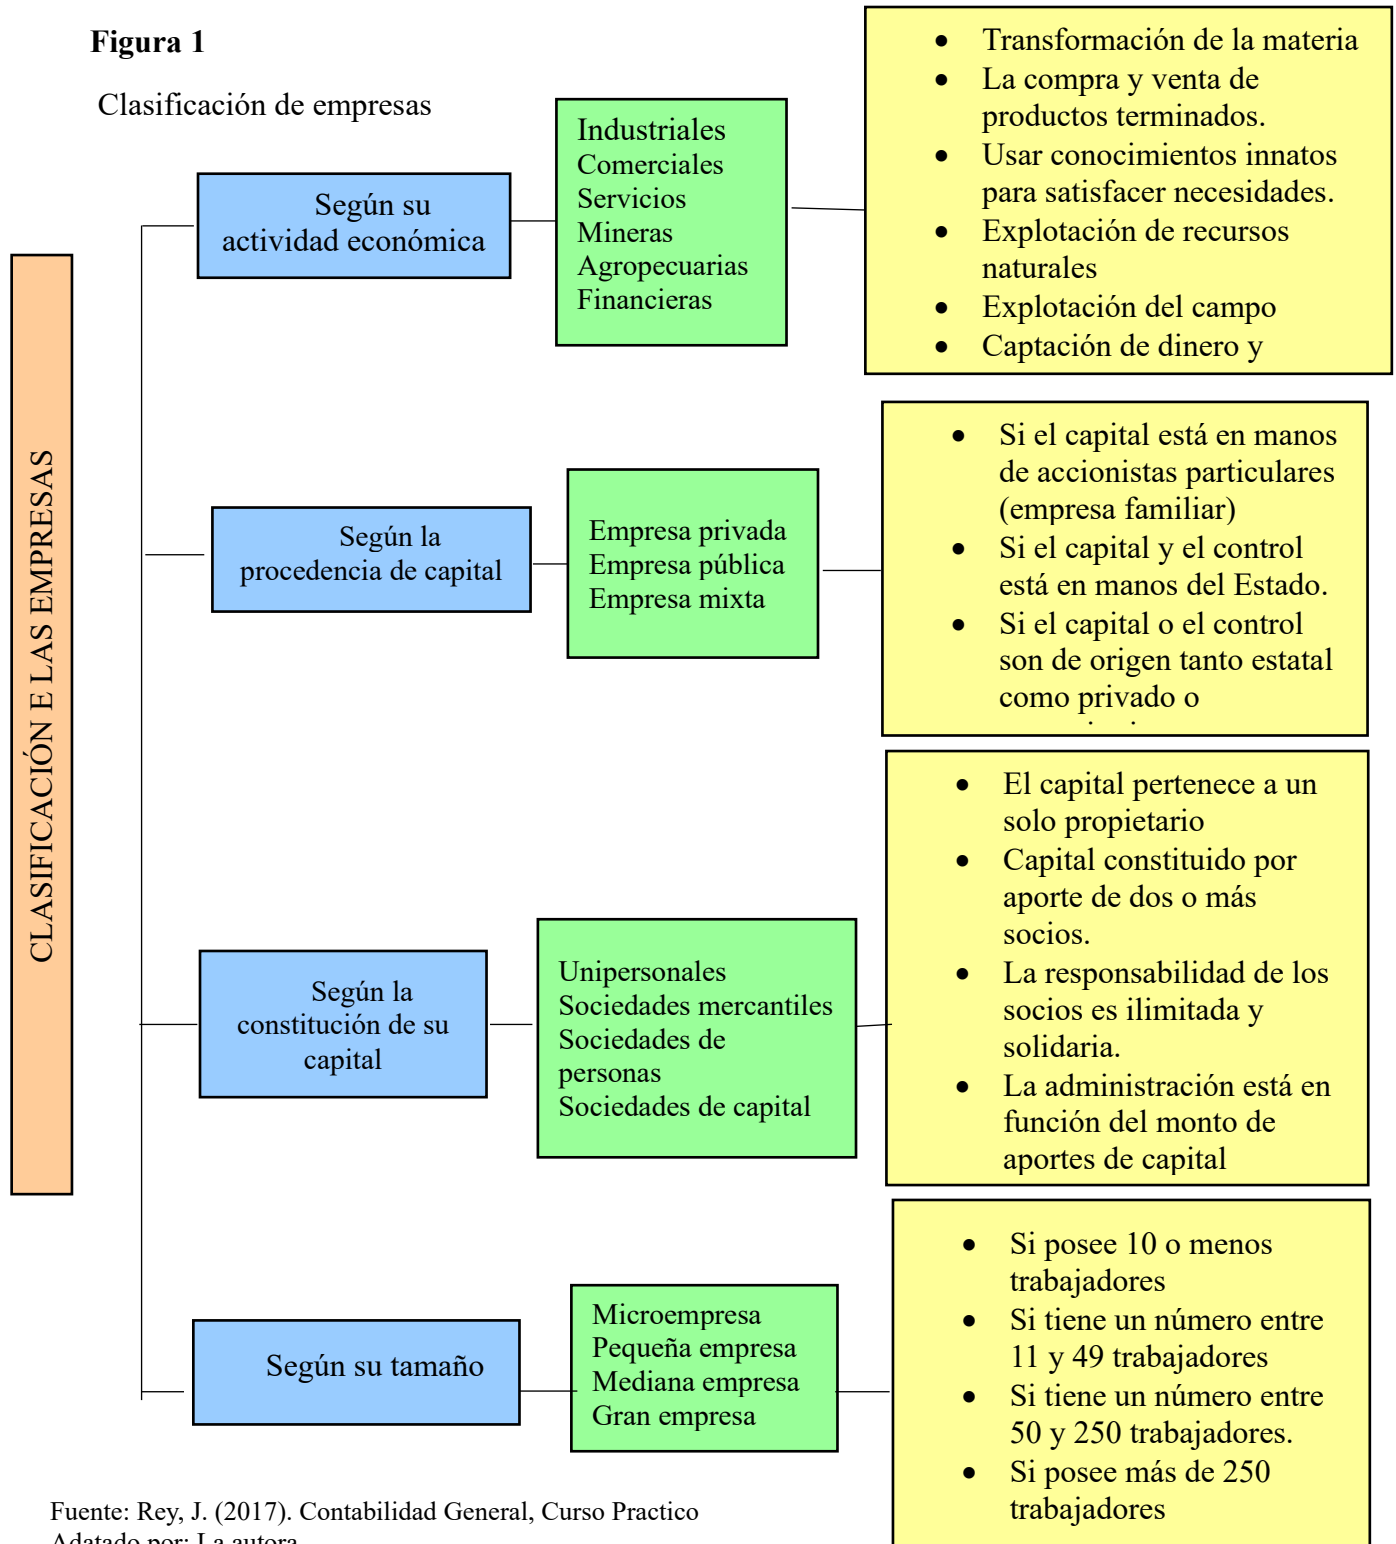 Figura 1
Clasificación de empresas
CLASIFICACIÓN E LAS EMPRESAS
Según su
actividad económica
Industriales
Comerciales
Servicios
Mineras
Agropecuarias
Financieras
• Transformación de la materia
• La compra y venta de
productos terminados.
• Usar conocimientos innatos
para satisfacer necesidades.
• Explotación de recursos
naturales
• Explotación del campo
• Captación de dinero y
Según la
procedencia de capital
Empresa privada
Empresa pública
Empresa mixta
• Si el capital está en manos
de accionistas particulares
(empresa familiar)
• Si el capital y el control
está en manos del Estado.
• Si el capital o el control
son de origen tanto estatal
como privado o
Según la
constitución de su
capital
Unipersonales
Sociedades mercantiles
Sociedades de
personas
Sociedades de capital
• El capital pertenece a un
solo propietario
• Capital constituido por
aporte de dos o más
socios.
• La responsabilidad de los
socios es ilimitada y
solidaria.
• La administración está en
función del monto de
aportes de capital
Según su tamaño
Microempresa
Pequeña empresa
Mediana empresa
Gran empresa
• Si posee 10 o menos
trabajadores
• Si tiene un número entre
11 y 49 trabajadores
• Si tiene un número entre
50 y 250 trabajadores.
• Si posee más de 250
trabajadores
Fuente: Rey, J. (2017). Contabilidad General, Curso Practico
Adatado por: La autora